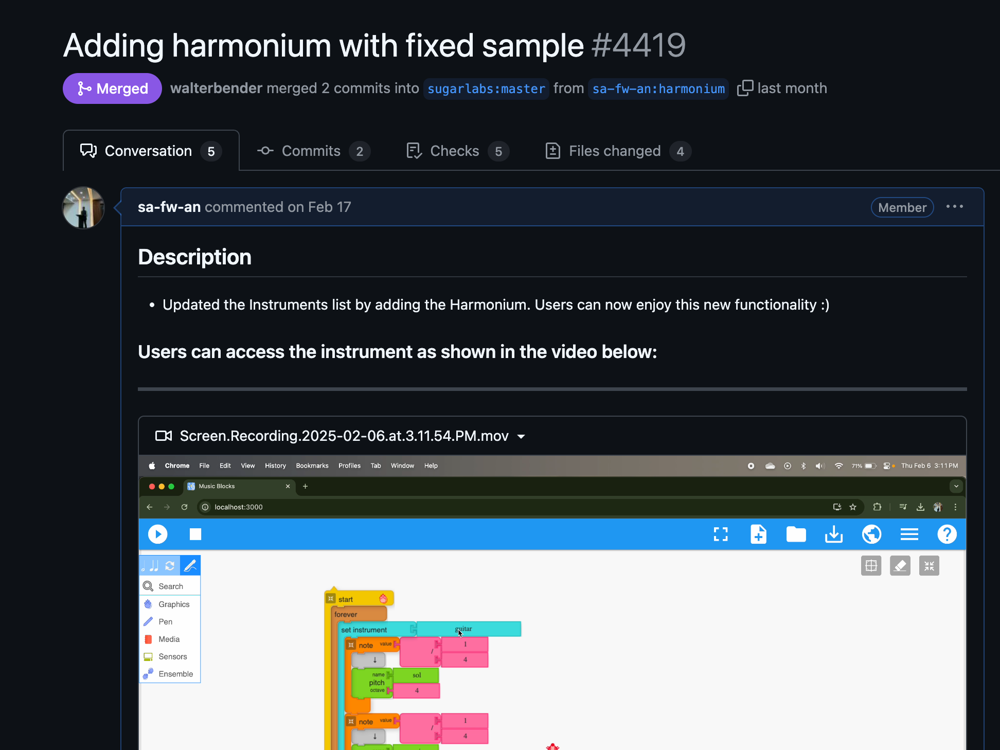 Adding harmonium with fixed sample #4419
Merged walterbender merged 2 commits into sugarlabs:master from sa-fw-an:harmonium last month
Conversation 5 Commits 2 Checks 5 Files changed 4
sa-fw-an commented on Feb 17 Member
Description
Updated the Instruments list by adding the Harmonium. Users can now enjoy this new functionality :)
Users can access the instrument as shown in the video below:
Screen.Recording.2025-02-06.at.3.11.54.PM.mov
Chrome File Edit View History Bookmarks Profiles Tab Window Help 71% Thu Feb 6 3:11 PM
Music Blocks
localhost:3000
Search
Graphics
Pen
Media
Sensors
Ensemble
start
forever
set instrument guitar
note value / 1
4
name sol
pitch
octave 4
note value / 1
4